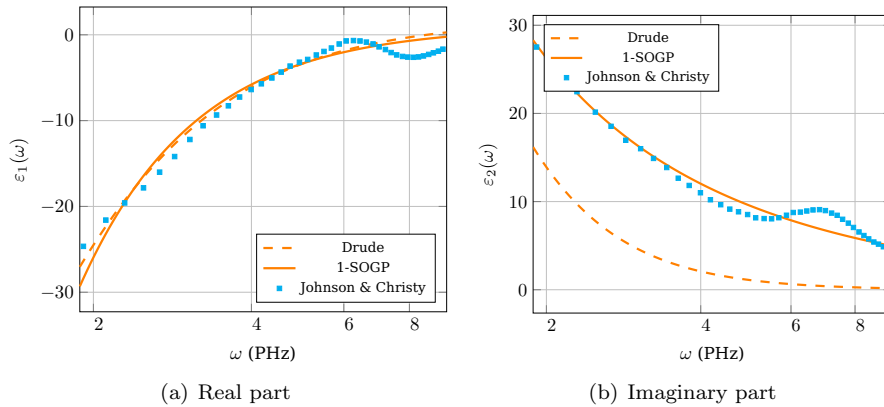 0
−10
−20
−30
ε₁(ω)
Drude
1-SOGP
Johnson & Christy
2
4
6
8
ω (PHz)
(a) Real part
30
20
10
0
ε₂(ω)
Drude
1-SOGP
Johnson & Christy
2
4
6
8
ω (PHz)
(b) Imaginary part